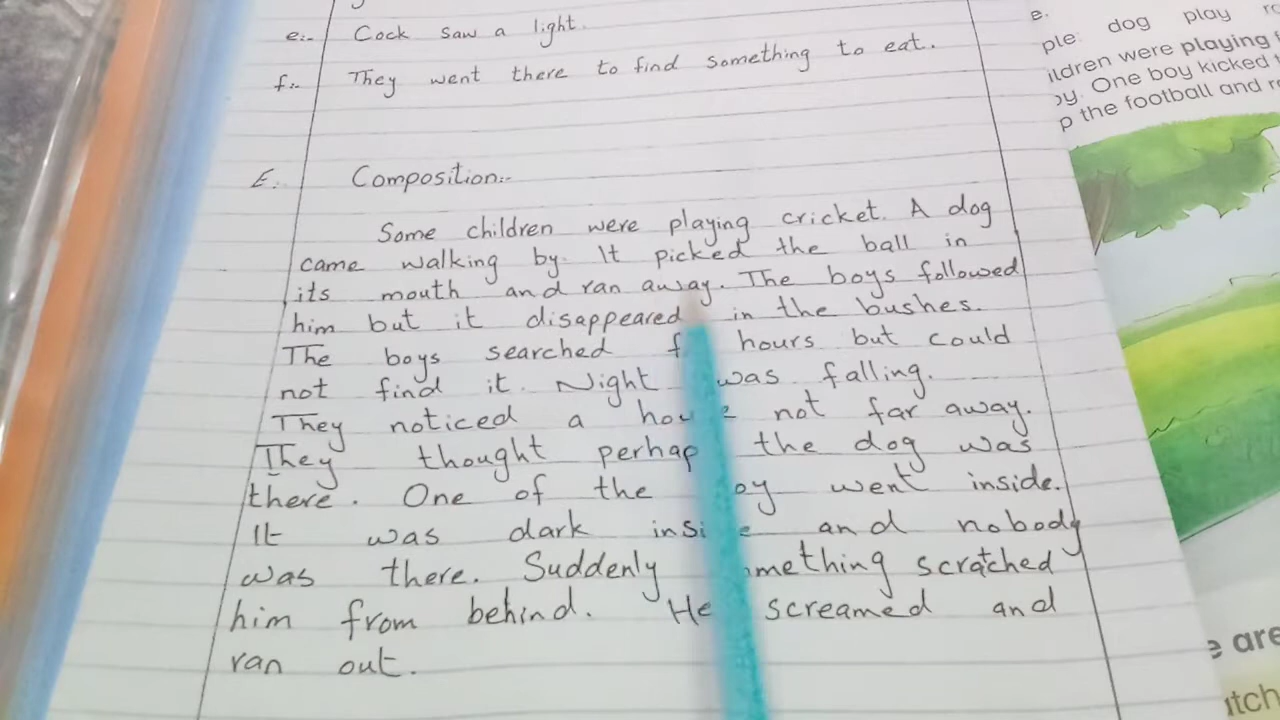 e:- Cock saw a light.
f:- They went there to find something to eat.
E. Composition:-
Some children were playing cricket. A dog
came walking by. It picked the ball in
its mouth and ran away. The boys followed
him but it disappeared in the bushes.
The boys searched hours but could
not find it. Night was falling.
They noticed a not far away.
They thought the dog was
there. One of the went inside.
It was dark and nobody
was there. Suddenly scratched
him from behind. He screamed and
ran out.
e.
ple: dog play
ildren were playing
oy. One boy kicked
p the football and
e are